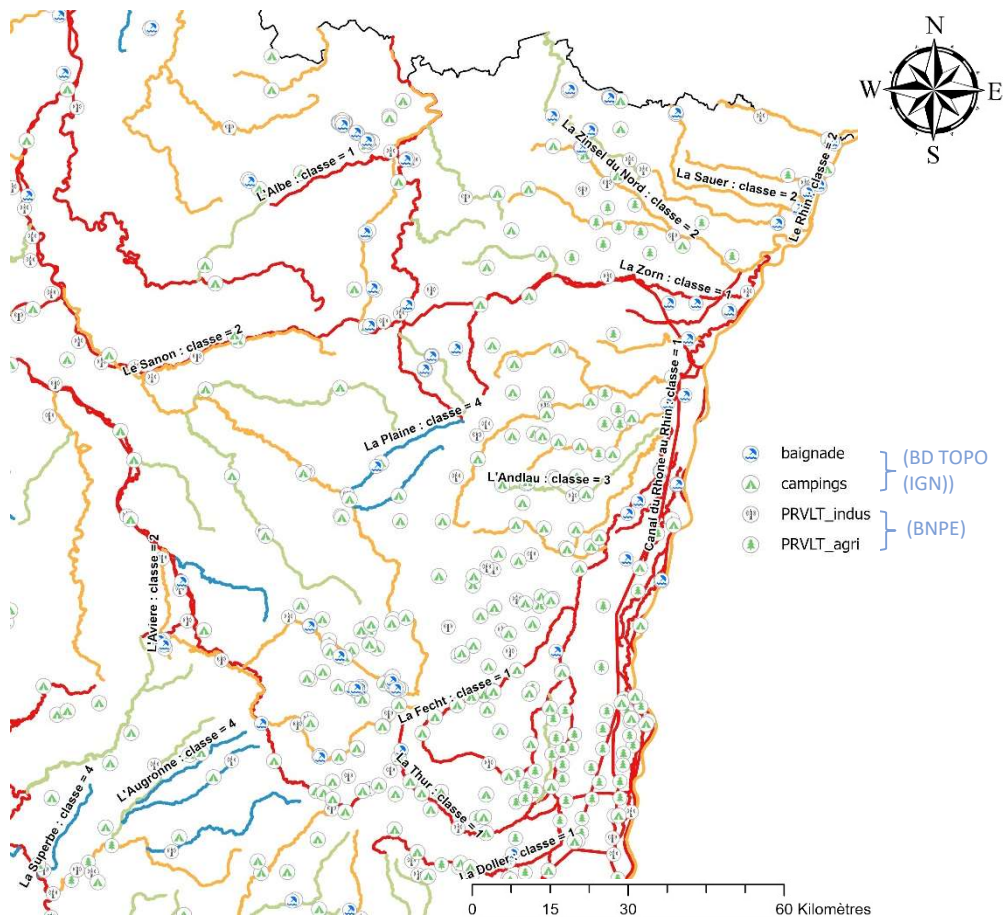 N
W E
S
L'Albe : classe = 1
La Zinsel du Nord : classe = 2
La Sauer : classe = 2
Le Rhin : classe = 2
La Zorn : classe = 1
Le Sanon : classe = 2
La Plaine : classe = 4
L'Andlau : classe = 3
Canal du Rhone au Rhin : classe = 1
baignade
campings
(BD TOPO
(IGN))
PRVLT_indus
PRVLT_agri
(BNPE)
L'Aviere : classe = 2
La Fecht : classe = 1
L'Augronne : classe = 4
La Thur : classe = 1
La Superbe : classe = 4
La Doller : classe = 1
0 15 30 60 Kilomètres